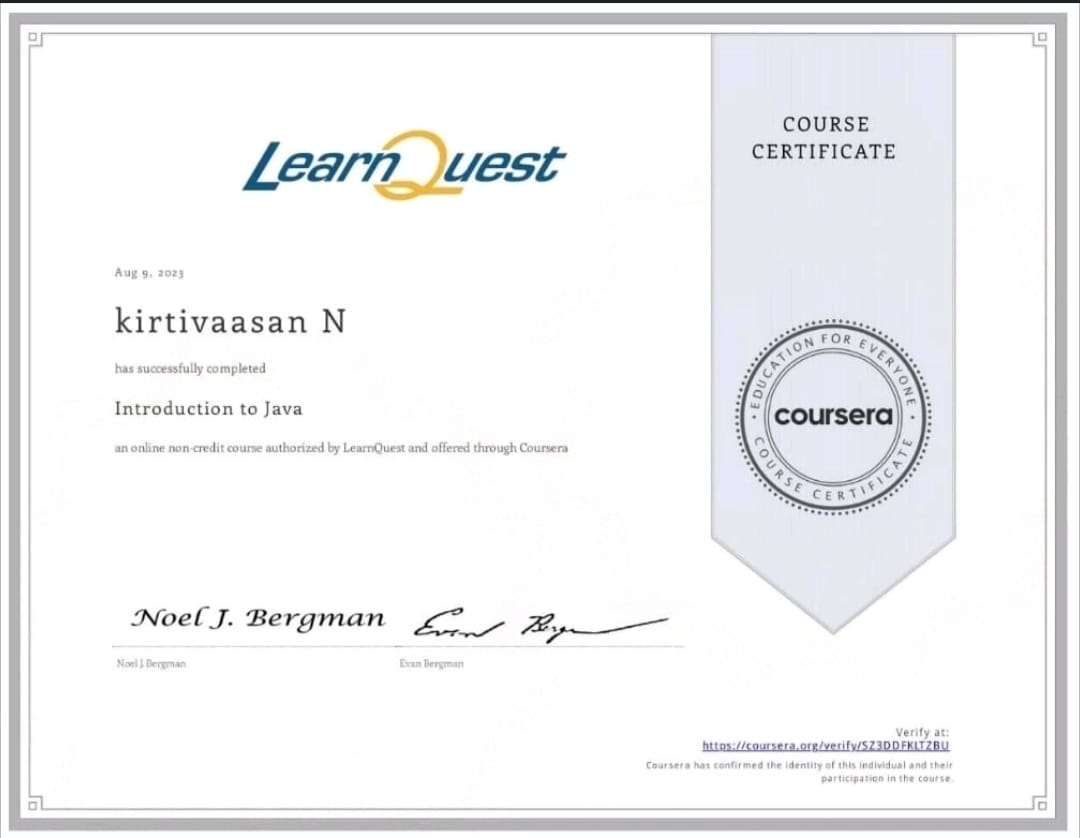 LearnQuest
COURSE
CERTIFICATE
Aug 9, 2023
kirtivaasan N
has successfully completed
Introduction to Java
an online non-credit course authorized by LearnQuest and offered through Coursera
EDUCATION FOR EVERYONE
coursera
COURSE CERTIFICATE
Noel J. Bergman
Evan Bergman
Noel J. Bergman
Evan Bergman
Verify at:
https://coursera.org/verify/SZ3DDFKLTZBU
Coursera has confirmed the identity of this individual and their
participation in the course.